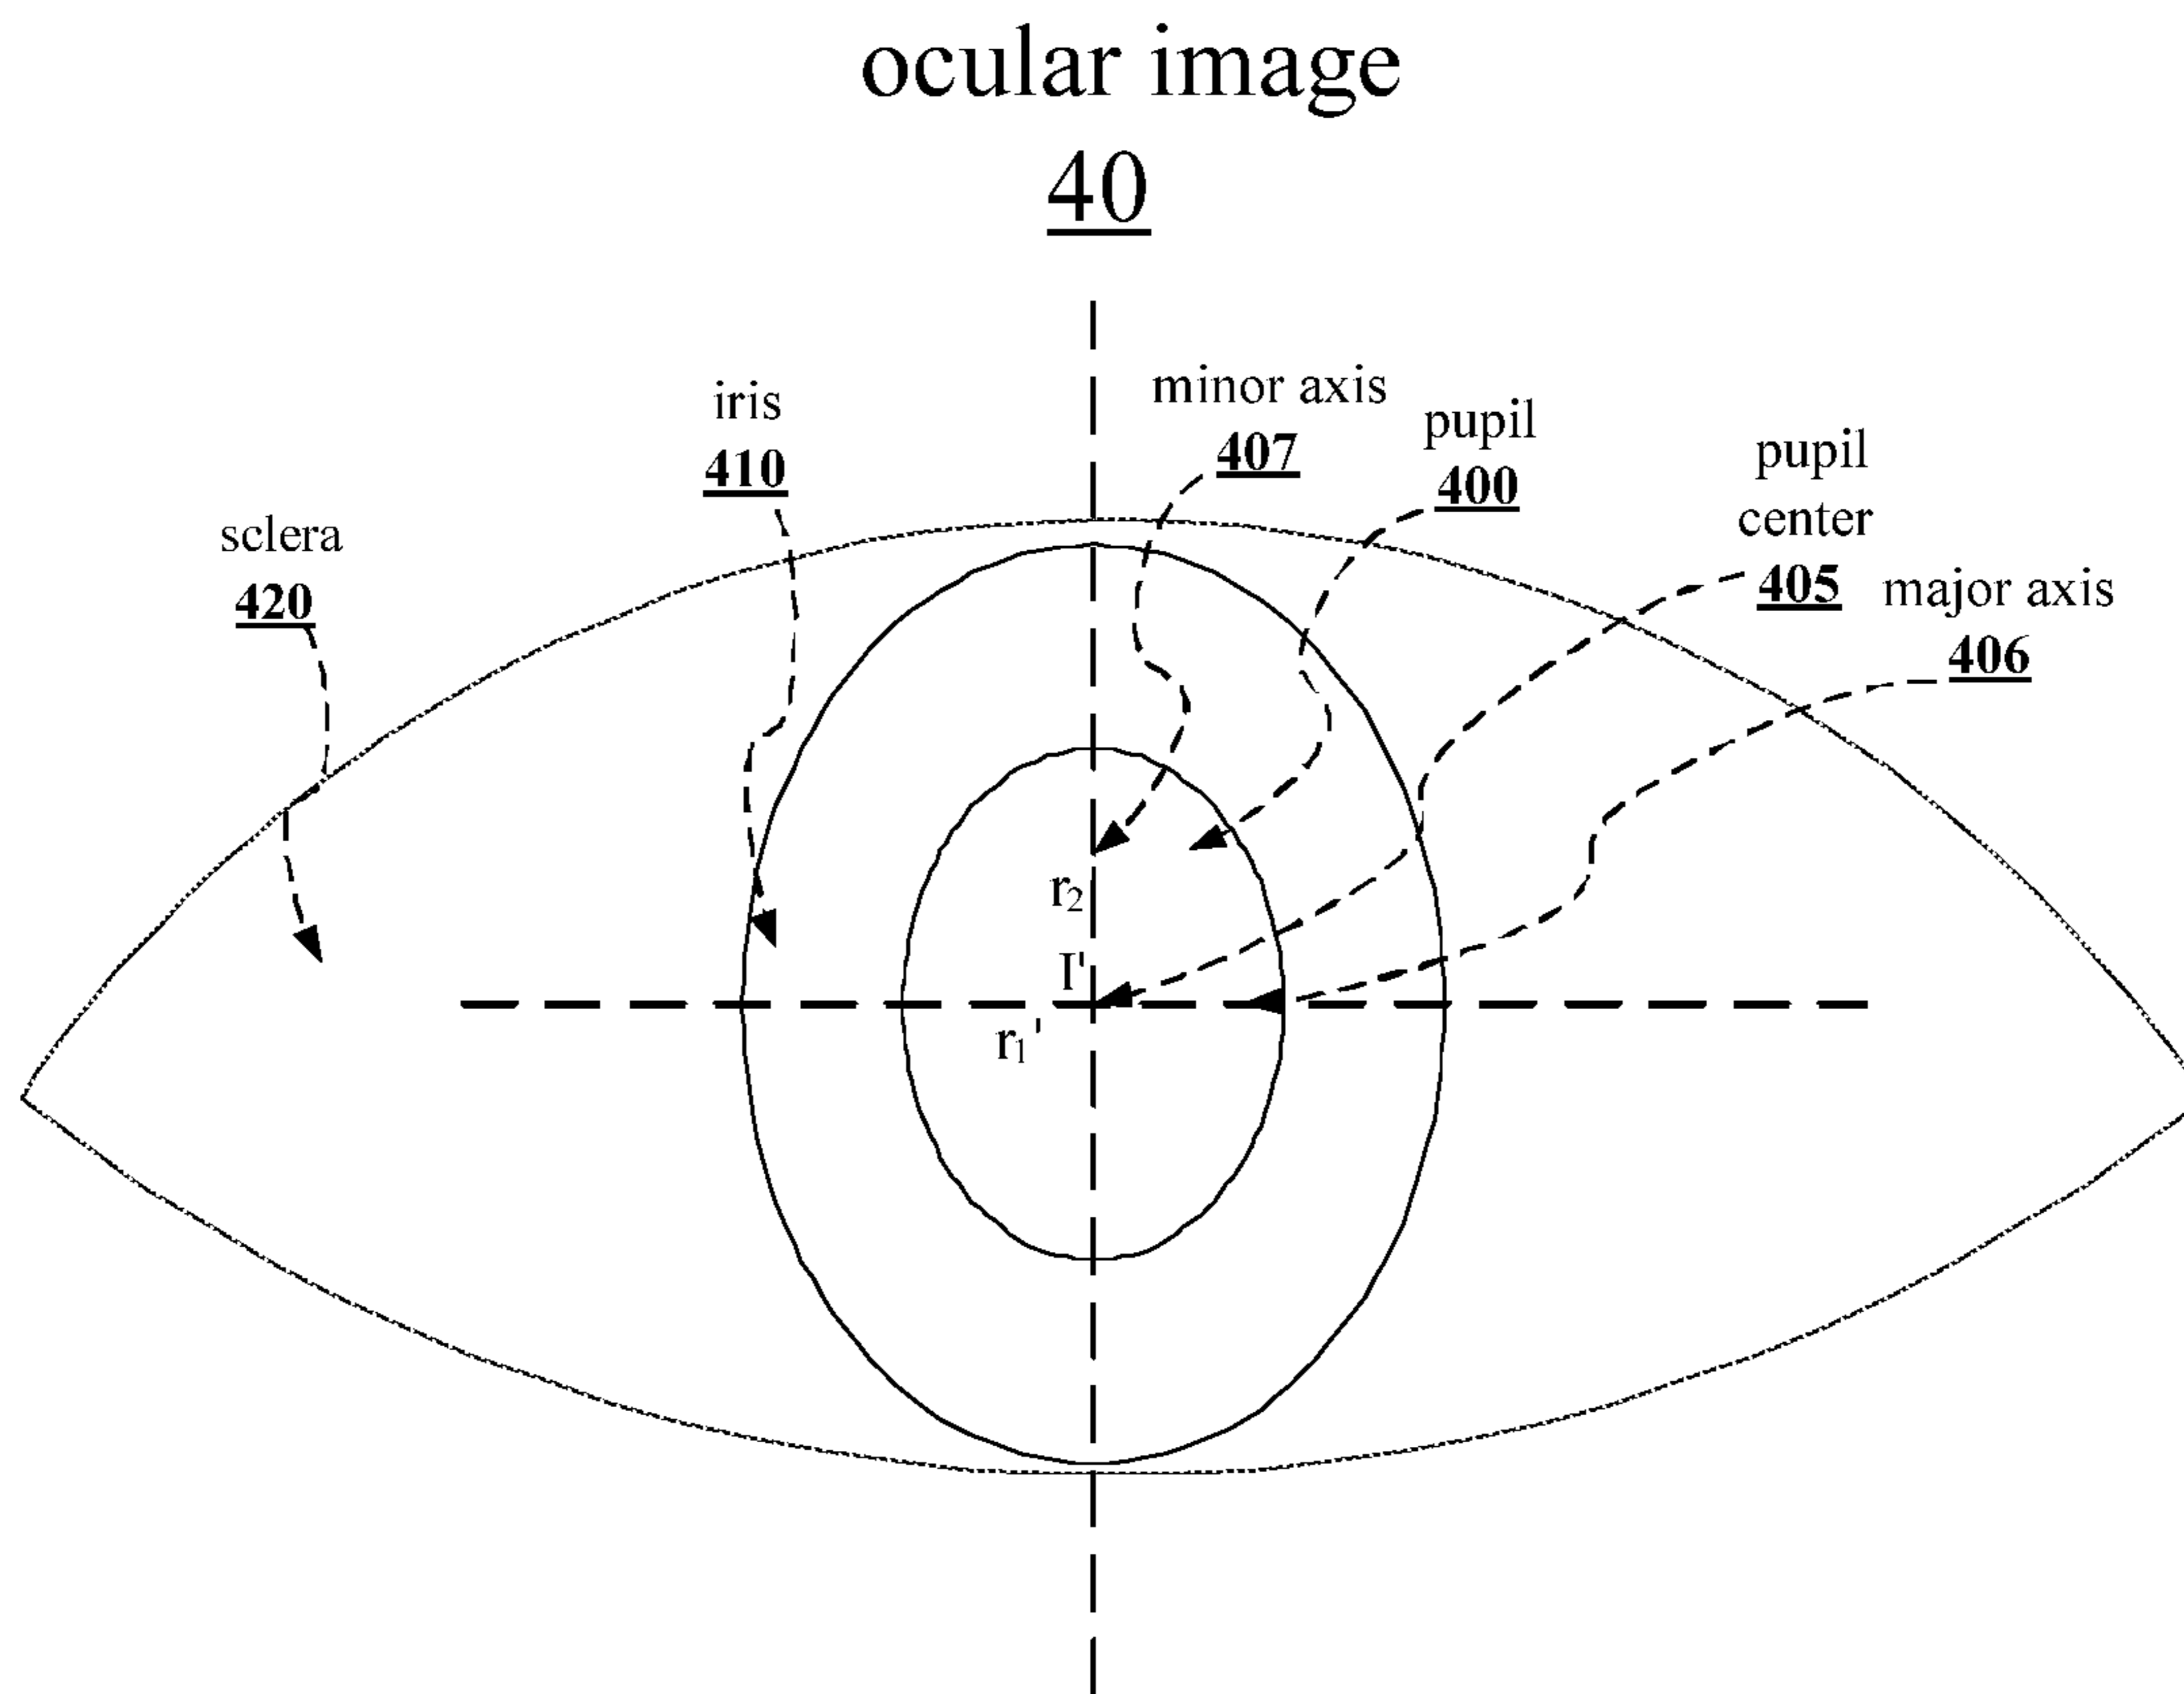 ocular image
40
minor axis
407
iris
410
pupil
400
pupil
center
405
sclera
420
major axis
406
r₂
I'
r₁'